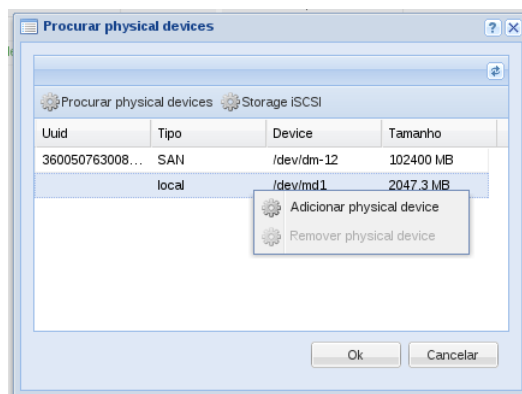 Procurar physical devices
Procurar physical devices Storage iSCSI
Uuid Tipo Device Tamanho
360050763008... SAN /dev/dm-12 102400 MB
local /dev/md1 2047.3 MB
Adicionar physical device
Remover physical device
Ok Cancelar